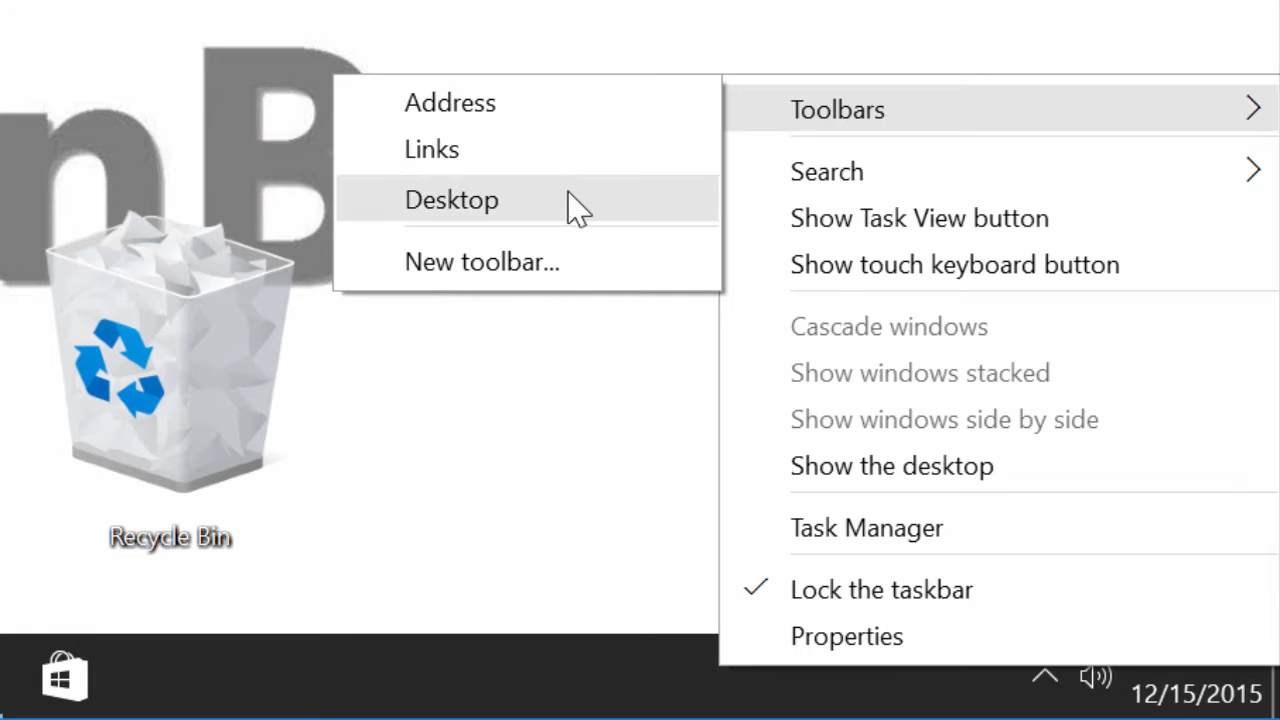 nB
Address
Links
Desktop
New toolbar...
Toolbars
Search
Show Task View button
Show touch keyboard button
Cascade windows
Show windows stacked
Show windows side by side
Show the desktop
Task Manager
Lock the taskbar
Properties
Recycle Bin
12/15/2015